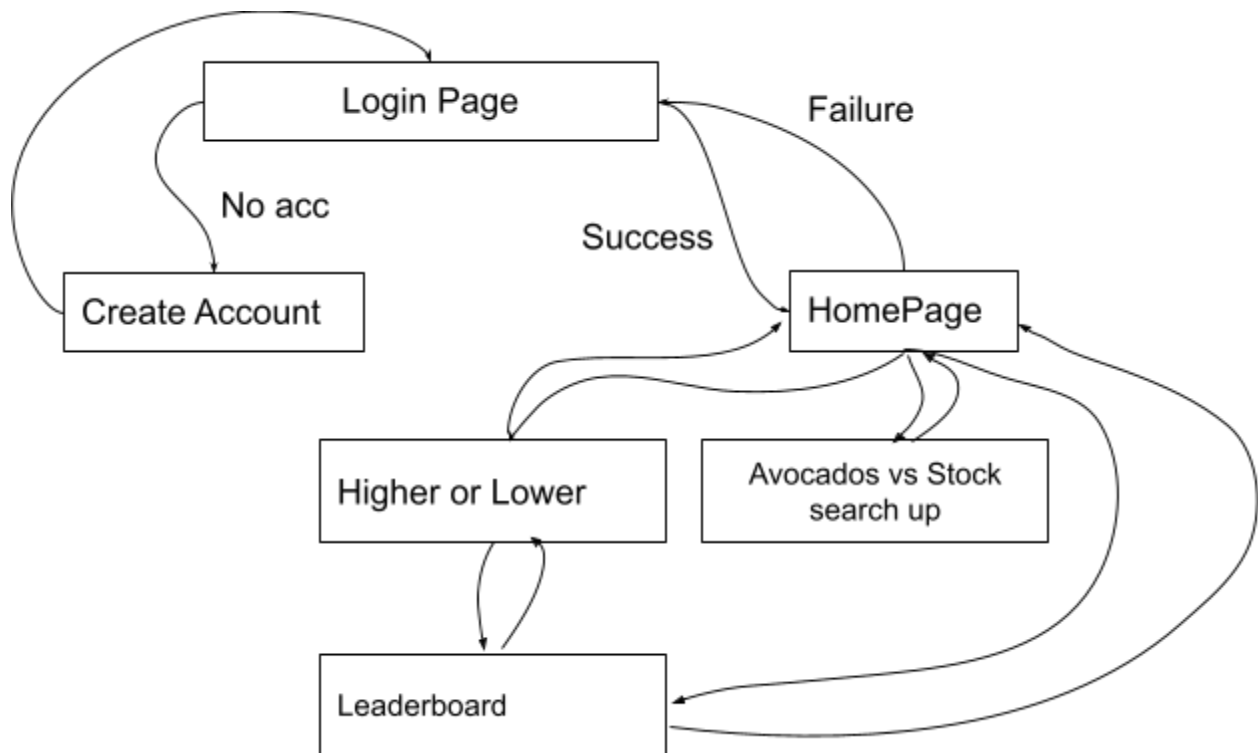 Login Page
Failure
No acc
Success
Create Account
HomePage
Higher or Lower
Avocados vs Stock
search up
Leaderboard